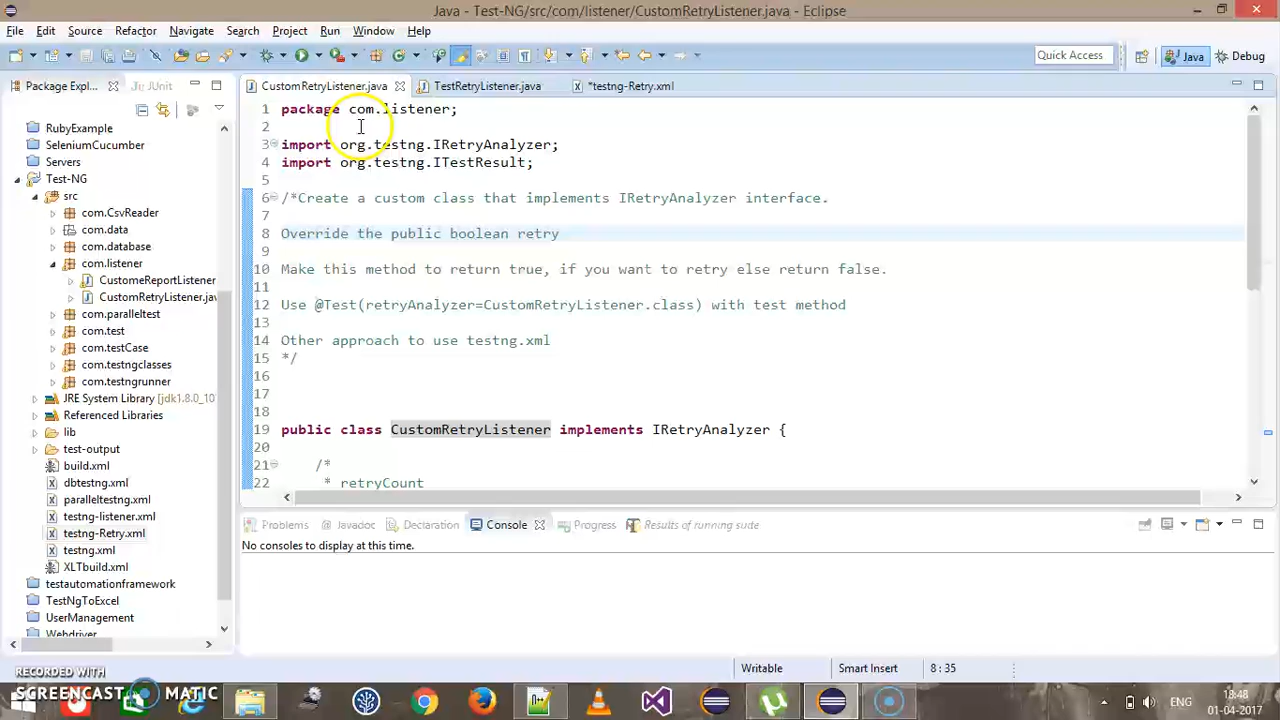 Java - Test-NG/src/com/listener/CustomRetryListener.java - Eclipse
File Edit Source Refactor Navigate Search Project Run Window Help
Quick Access
Java
Debug
Package Expl...
JUnit
CustomRetryListener.java
TestRetryListener.java
*testng-Retry.xml
RubyExample
SeleniumCucumber
Servers
Test-NG
src
com.CsvReader
com.data
com.database
com.listener
CustomeReportListener
CustomRetryListener.jav
com.paralleltest
com.test
com.testCase
com.testngclasses
com.testngrunner
JRE System Library [jdk1.8.0_10
Referenced Libraries
lib
test-output
build.xml
dbtestng.xml
paralleltestng.xml
testng-listener.xml
testng-Retry.xml
testng.xml
XLTbuild.xml
testautomationframework
TestNgToExcel
UserManagement
Webdriver
1 package com.listener;
2
3 import org.testng.IRetryAnalyzer;
4 import org.testng.ITestResult;
5
6 /*Create a custom class that implements IRetryAnalyzer interface.
7
8 Override the public boolean retry
9
10 Make this method to return true, if you want to retry else return false.
11
12 Use @Test(retryAnalyzer=CustomRetryListener.class) with test method
13
14 Other approach to use testng.xml
15 */
16
17
18
19 public class CustomRetryListener implements IRetryAnalyzer {
20
21 /*
22 * retryCount
Problems Javadoc Declaration Console Progress Results of running suite
No consoles to display at this time.
Writable Smart Insert 8 : 35
RECORDED WITH
SCREENCAST MATIC
ENG
18:48
01-04-2017